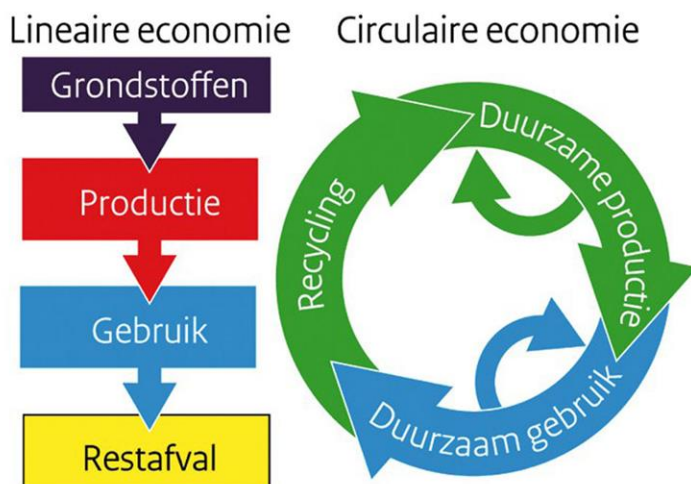 Lineaire economie
Grondstoffen
Productie
Gebruik
Restafval
Circulaire economie
Duurzame productie
Duurzaam gebruik
Recycling